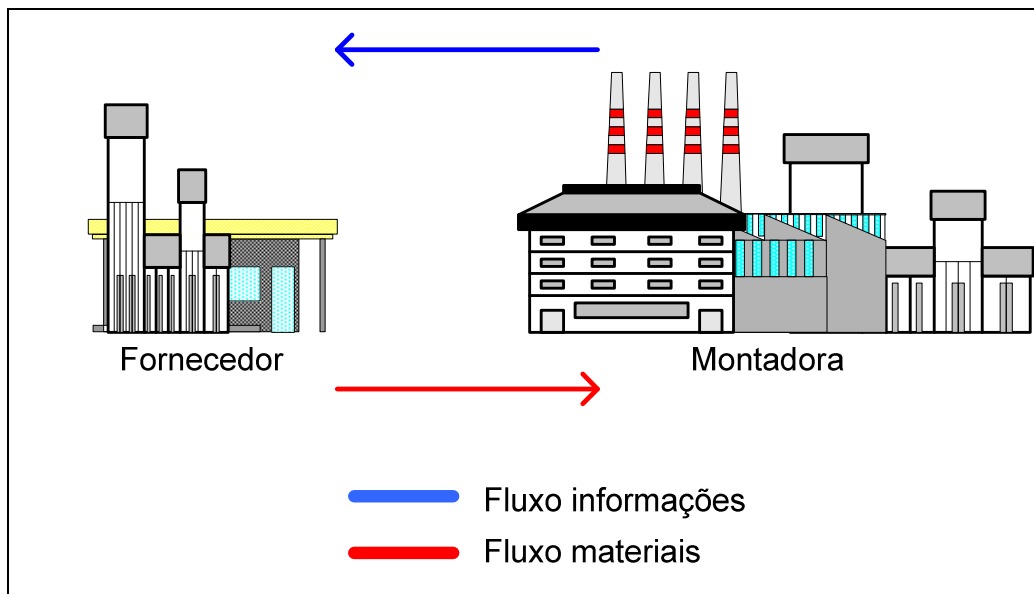 Fornecedor
Montadora
Fluxo informações
Fluxo materiais